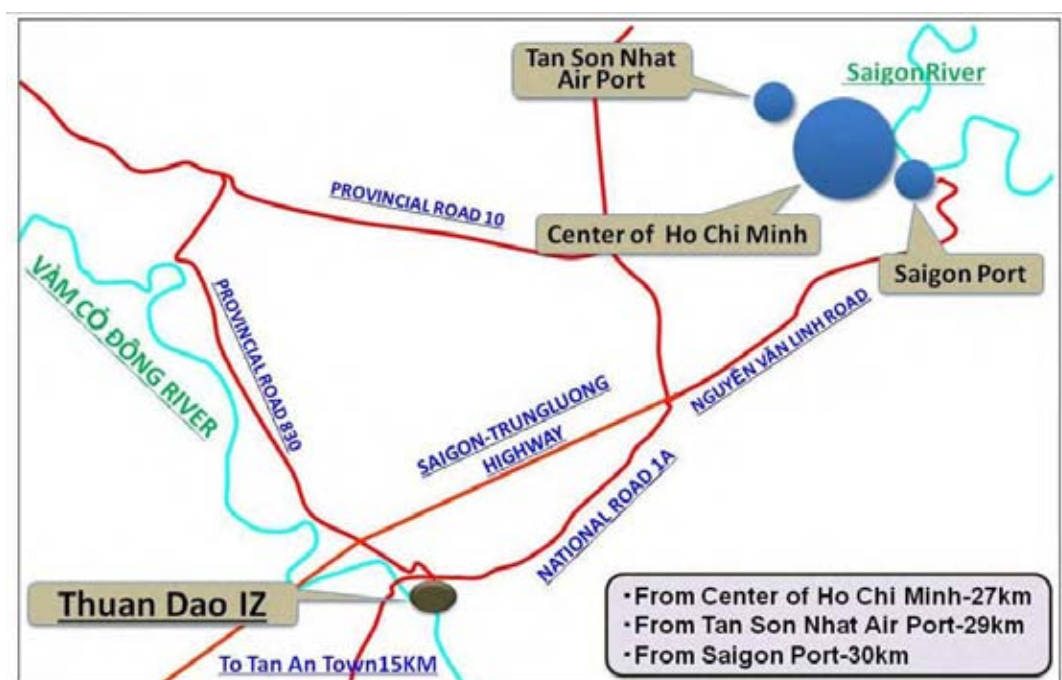 Tan Son Nhat
Air Port
SaigonRiver
PROVINCIAL ROAD 10
Center of Ho Chi Minh
Saigon Port
VÀM CỎ ĐÔNG RIVER
PROVINCIAL ROAD 830
SAIGON-TRUNGLUONG
HIGHWAY
NGUYỄN VĂN LINH ROAD
NATIONAL ROAD 1A
Thuan Dao IZ
To Tan An Town15KM
•From Center of Ho Chi Minh-27km
•From Tan Son Nhat Air Port-29km
•From Saigon Port-30km